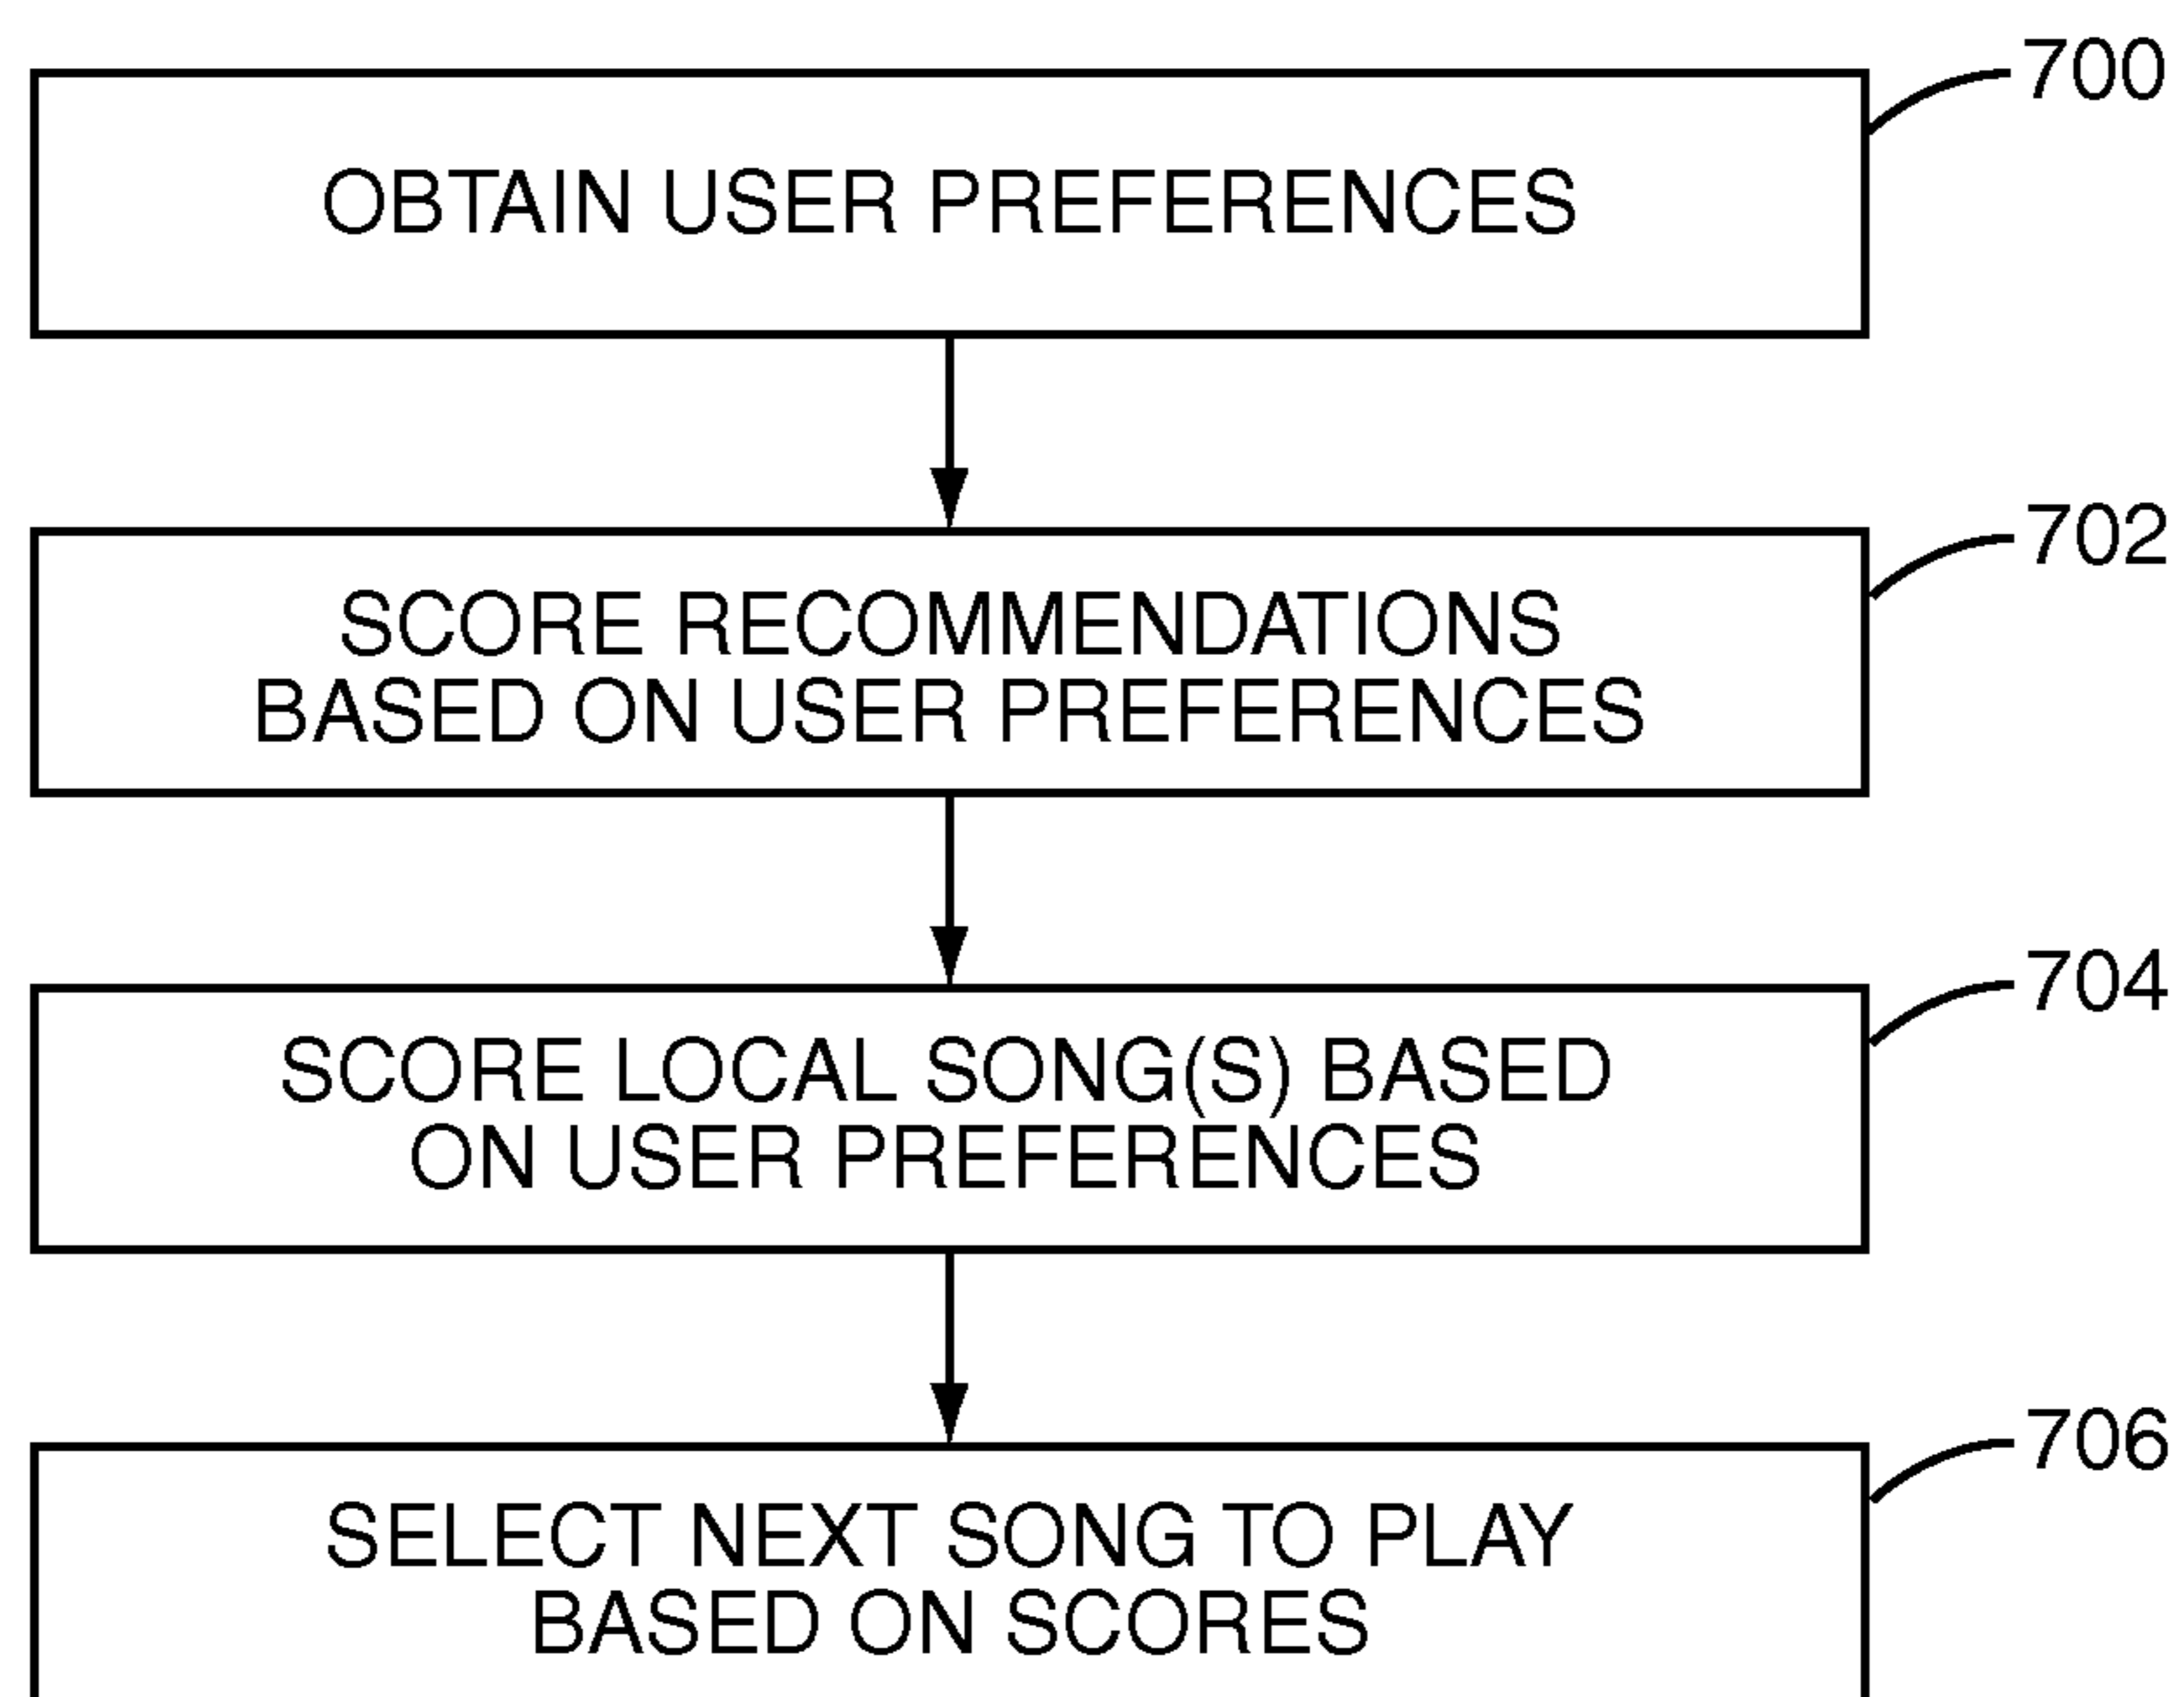 700
OBTAIN USER PREFERENCES
702
SCORE RECOMMENDATIONS
BASED ON USER PREFERENCES
704
SCORE LOCAL SONG(S) BASED
ON USER PREFERENCES
706
SELECT NEXT SONG TO PLAY
BASED ON SCORES